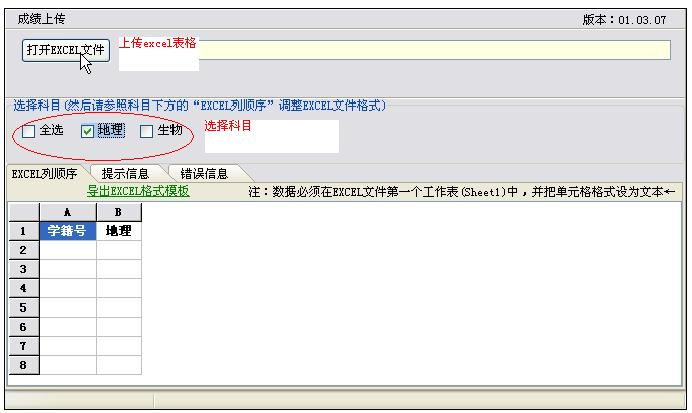 成绩上传 版本：01.03.07
打开EXCEL文件 上传excel表格
选择科目(然后请参照科目下方的“EXCEL列顺序”调整EXCEL文件格式)
全选 地理 生物 选择科目
EXCEL列顺序 提示信息 错误信息
导出EXCEL格式模板 注：数据必须在EXCEL文件第一个工作表(Sheet1)中，并把单元格格式设为文本←
A B
1 学籍号 地理
2
3
4
5
6
7
8